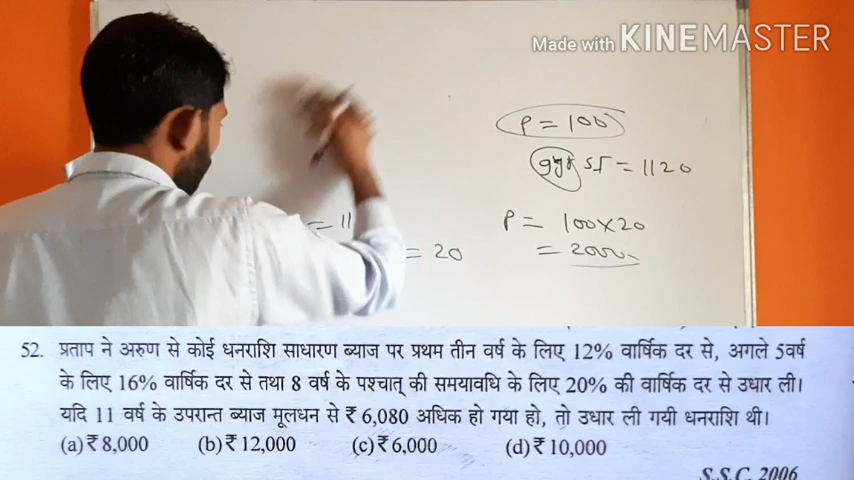 Made with KINEMASTER
P = 100
SI = 1120
= 11
P = 100 × 20
= 20
= 2000
52. प्रताप ने अरुण से कोई धनराशि साधारण ब्याज पर प्रथम तीन वर्ष के लिए 12% वार्षिक दर से, अगले 5वर्ष
के लिए 16% वार्षिक दर से तथा 8 वर्ष के पश्चात् की समयावधि के लिए 20% की वार्षिक दर से उधार ली।
यदि 11 वर्ष के उपरान्त ब्याज मूलधन से ₹ 6,080 अधिक हो गया हो, तो उधार ली गयी धनराशि थी।
(a) ₹ 8,000 (b) ₹ 12,000 (c) ₹ 6,000 (d) ₹ 10,000
S.S.C. 2006